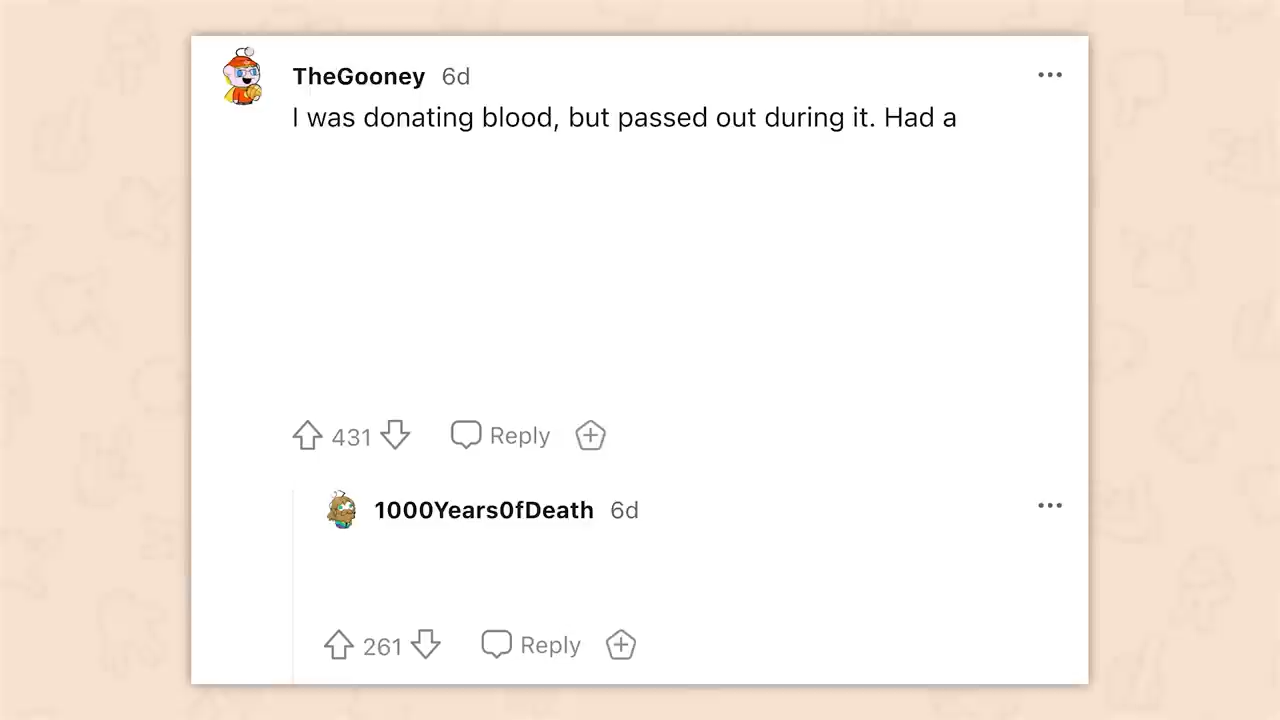 TheGooney 6d
I was donating blood, but passed out during it. Had a
431 Reply
1000Years0fDeath 6d
261 Reply